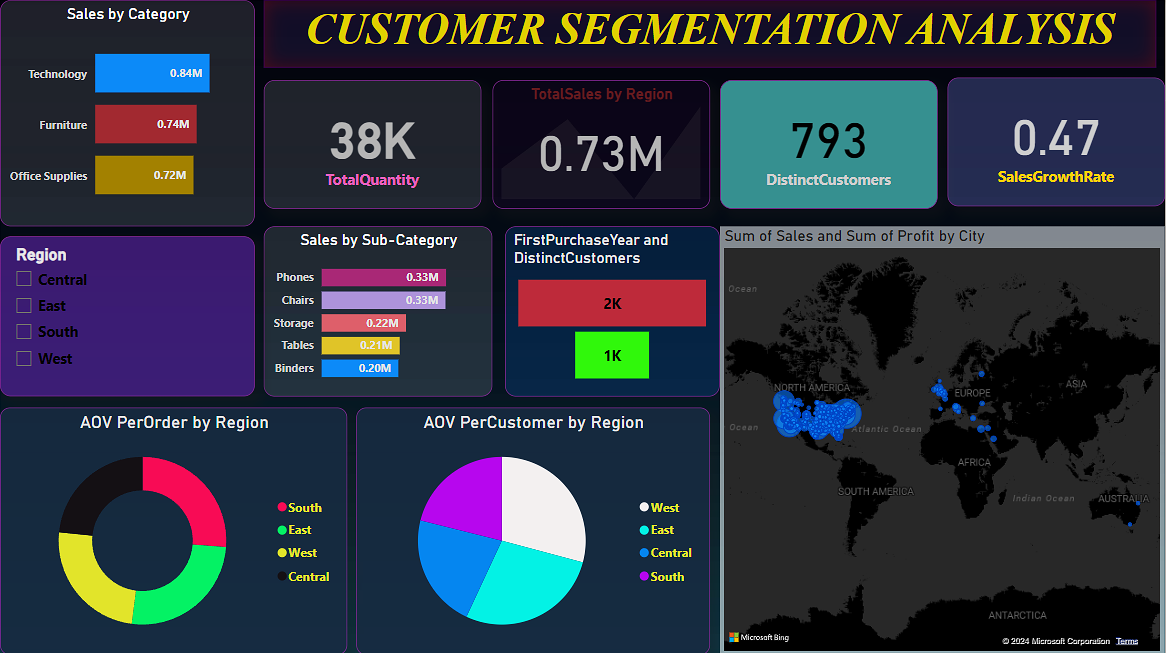 Sales by Category
Technology
0.84M
Furniture
0.74M
Office Supplies
0.72M
CUSTOMER SEGMENTATION ANALYSIS
38K
TotalQuantity
TotalSales by Region
0.73M
793
DistinctCustomers
0.47
SalesGrowthRate
Region
Central
East
South
West
Sales by Sub-Category
Phones
0.33M
Chairs
0.33M
Storage
0.22M
Tables
0.21M
Binders
0.20M
FirstPurchaseYear and
DistinctCustomers
2K
1K
Sum of Sales and Sum of Profit by City
Ocean
NORTH AMERICA
EUROPE
ASIA
Ocean
Atlantic Ocean
AFRICA
SOUTH AMERICA
Indian Ocean
AUSTRALIA
ANTARCTICA
Microsoft Bing
© 2024 Microsoft Corporation Terms
AOV PerOrder by Region
South
East
West
Central
AOV PerCustomer by Region
West
East
Central
South